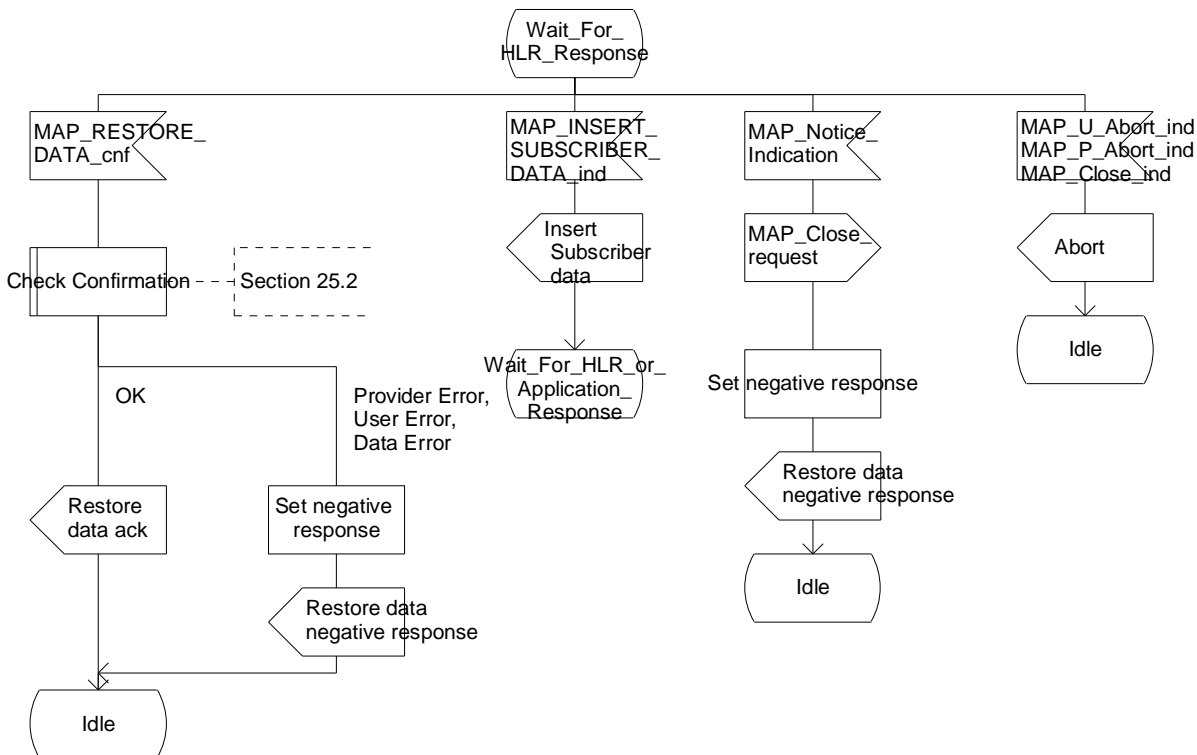 Wait_For_
HLR_Response
MAP_RESTORE_
DATA_cnf
MAP_INSERT_
SUBSCRIBER_
DATA_ind
MAP_Notice_
Indication
MAP_U_Abort_ind
MAP_P_Abort_ind
MAP_Close_ind
Check Confirmation
Section 25.2
Insert
Subscriber
data
MAP_Close_
request
Abort
Idle
Wait_For_HLR_or_
Application_
Response
Set negative response
OK
Provider Error,
User Error,
Data Error
Restore data
negative response
Restore
data ack
Set negative
response
Idle
Restore data
negative response
Idle